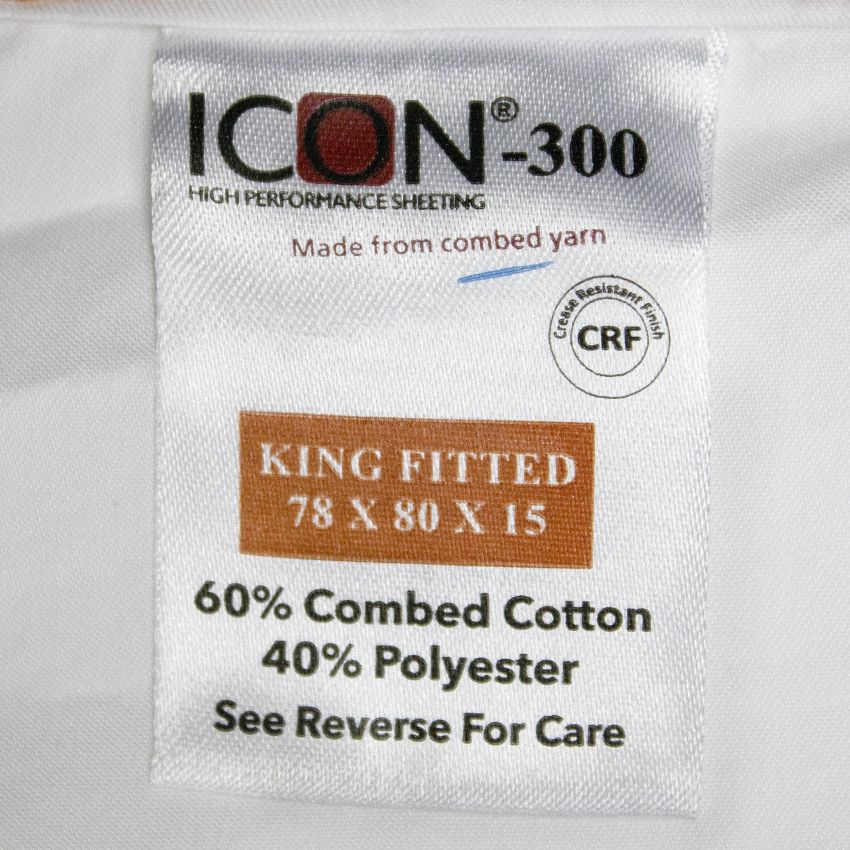 ICON®-300
HIGH PERFORMANCE SHEETING
Made from combed yarn
Crease Resistant Finish
CRF
KING FITTED
78 X 80 X 15
60% Combed Cotton
40% Polyester
See Reverse For Care